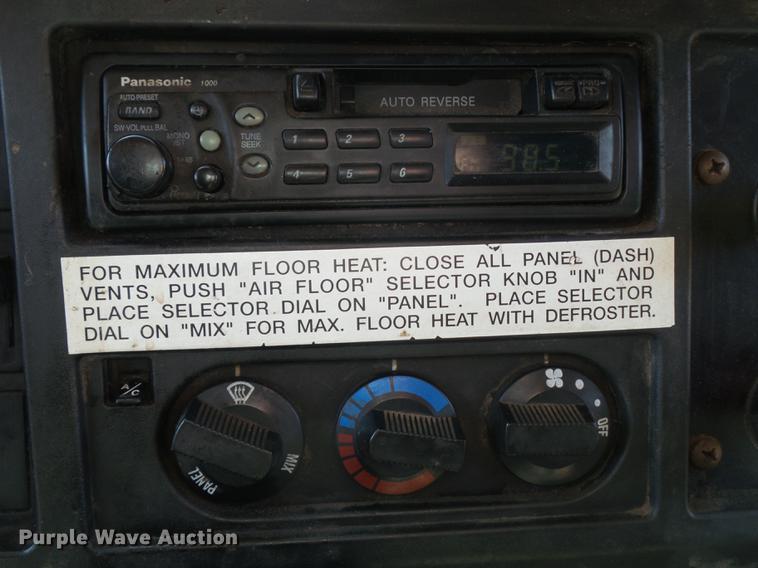 Panasonic 1000
AUTO REVERSE
AUTO PRESET
BAND
SW-VOL PULL BAL
MONO
/ST
TUNE
SEEK
1 2 3
4 5 6
98.5
FOR MAXIMUM FLOOR HEAT: CLOSE ALL PANEL (DASH)
VENTS, PUSH "AIR FLOOR" SELECTOR KNOB "IN" AND
PLACE SELECTOR DIAL ON "PANEL". PLACE SELECTOR
DIAL ON "MIX" FOR MAX. FLOOR HEAT WITH DEFROSTER.
A/C
PANEL MIX
OFF
Purple Wave Auction